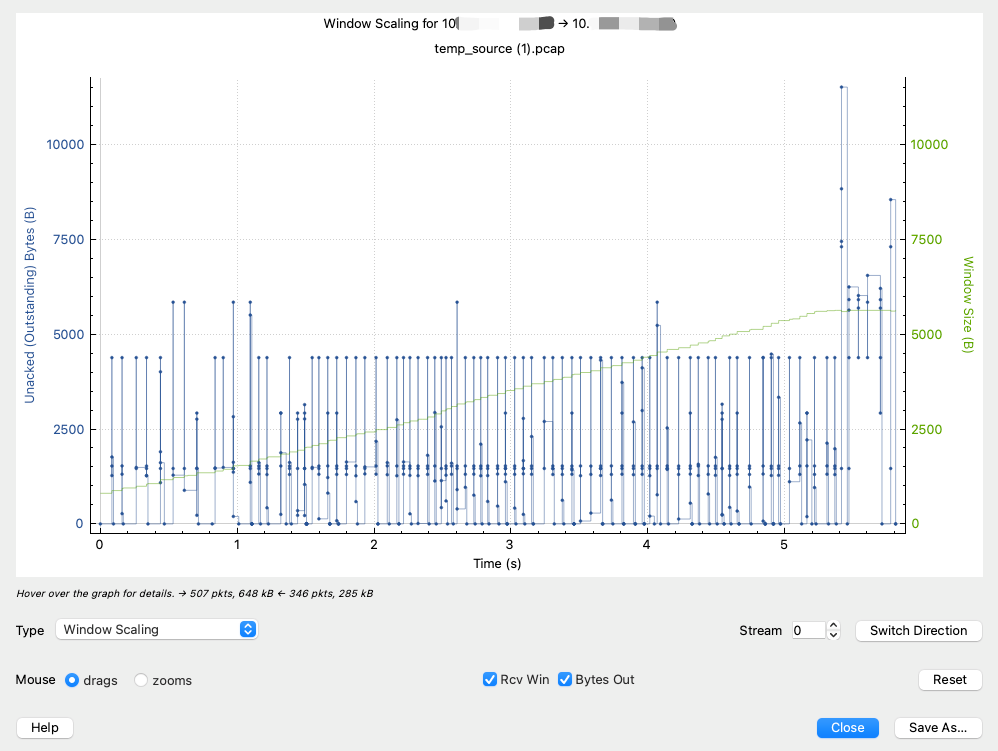 Window Scaling for 10 → 10.
temp_source (1).pcap
Unacked (Outstanding) Bytes (B)
10000
7500
5000
2500
0
10000
7500
5000
2500
0
Window Size (B)
0 1 2 3 4 5
Time (s)
Hover over the graph for details. → 507 pkts, 648 kB ← 346 pkts, 285 kB
Type Window Scaling Stream 0 Switch Direction
Mouse drags zooms Rcv Win Bytes Out Reset
Help Close Save As...